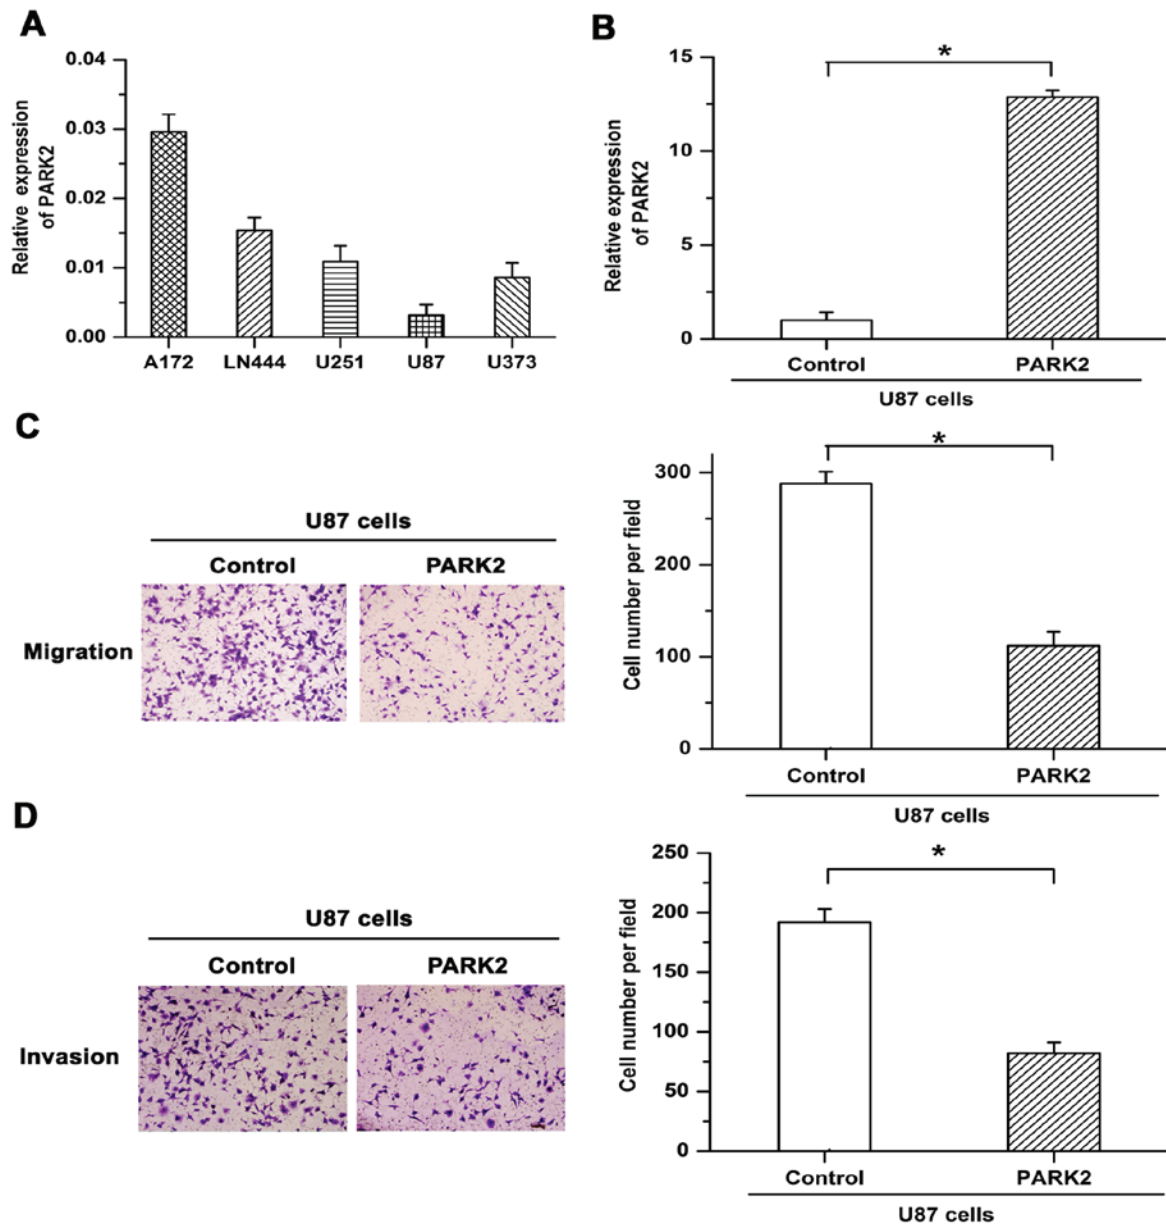 A
0.04
0.03
0.02
0.01
0.00
Relative expression
of PARK2
A172 LN444 U251 U87 U373
B
*
15
10
5
0
Relative expression
of PARK2
Control PARK2
U87 cells
C
U87 cells
Control PARK2
Migration
*
300
200
100
0
Cell number per field
Control PARK2
U87 cells
D
U87 cells
Control PARK2
Invasion
*
250
200
150
100
50
0
Cell number per field
Control PARK2
U87 cells